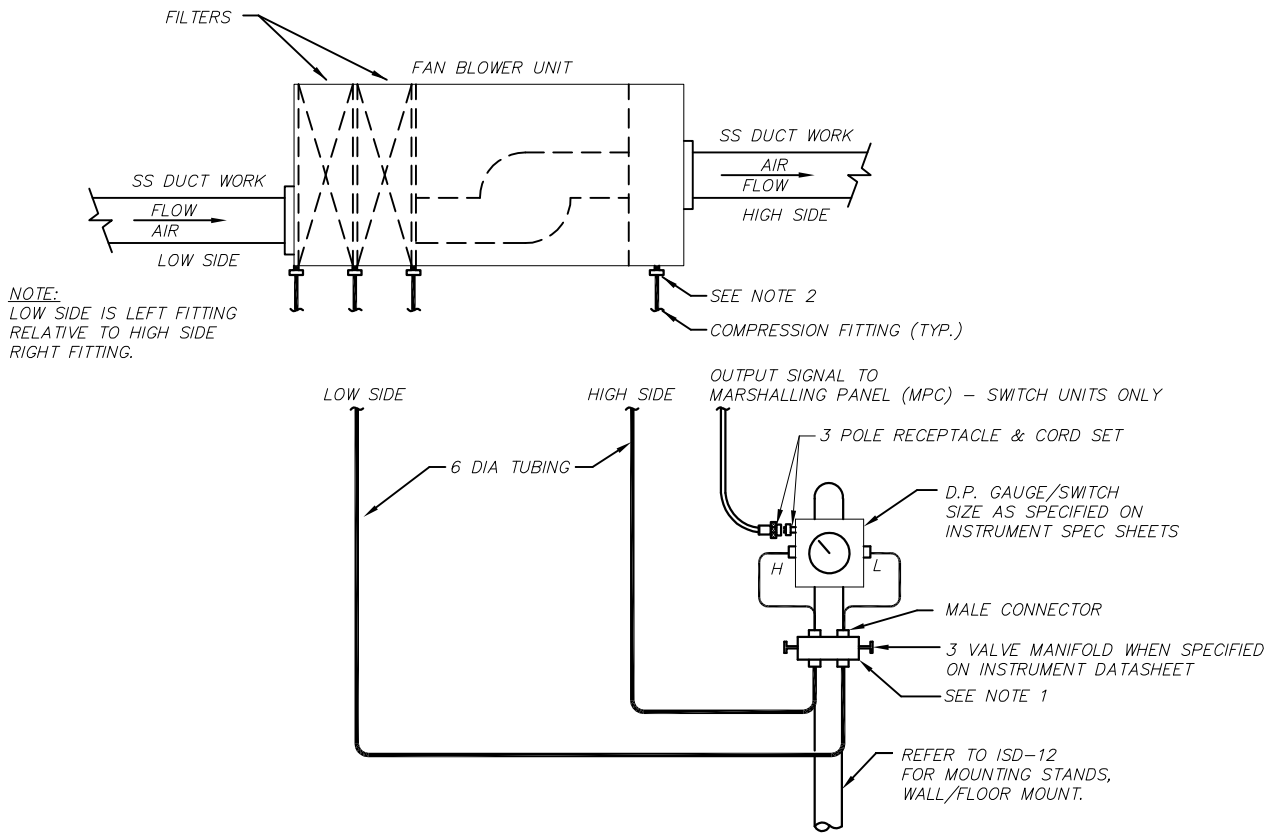 FILTERS
FAN BLOWER UNIT
SS DUCT WORK
AIR
FLOW
HIGH SIDE
SS DUCT WORK
FLOW
AIR
LOW SIDE
NOTE:
LOW SIDE IS LEFT FITTING
RELATIVE TO HIGH SIDE
RIGHT FITTING.
SEE NOTE 2
COMPRESSION FITTING (TYP.)
LOW SIDE
HIGH SIDE
OUTPUT SIGNAL TO
MARSHALLING PANEL (MPC) – SWITCH UNITS ONLY
3 POLE RECEPTACLE & CORD SET
6 DIA TUBING
D.P. GAUGE/SWITCH
SIZE AS SPECIFIED ON
INSTRUMENT SPEC SHEETS
H
L
MALE CONNECTOR
3 VALVE MANIFOLD WHEN SPECIFIED
ON INSTRUMENT DATASHEET
SEE NOTE 1
REFER TO ISD–12
FOR MOUNTING STANDS,
WALL/FLOOR MOUNT.